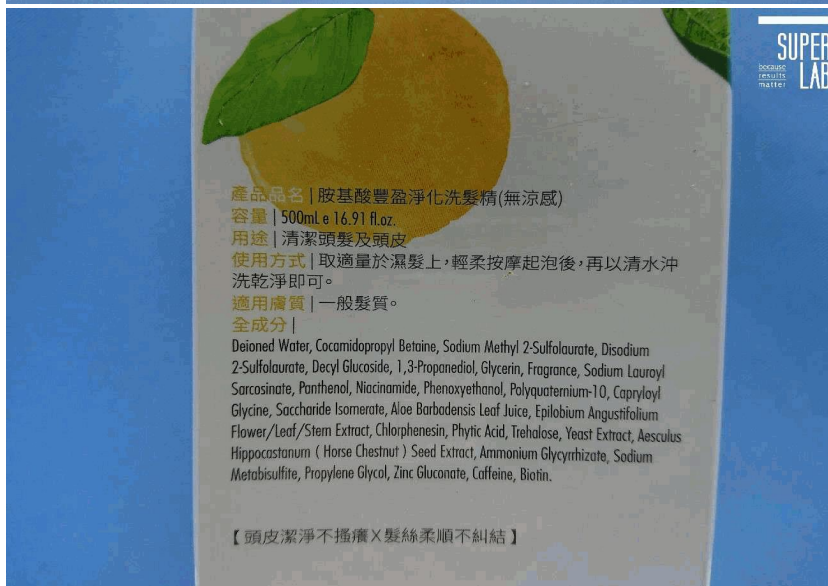 SUPER
LAB
because
results
matter
產品品名|胺基酸豐盈淨化洗髮精(無涼感)
容量|500mL e 16.91 fl.oz.
用途|清潔頭髮及頭皮
使用方式|取適量於濕髮上,輕柔按摩起泡後,再以清水沖
洗乾淨即可。
適用膚質|一般髮質。
全成分|
Deioned Water, Cocamidopropyl Betaine, Sodium Methyl 2-Sulfolaurate, Disodium
2-Sulfolaurate, Decyl Glucoside, 1,3-Propanediol, Glycerin, Fragrance, Sodium Lauroyl
Sarcosinate, Panthenol, Niacinamide, Phenoxyethanol, Polyquaternium-10, Capryloyl
Glycine, Saccharide Isomerate, Aloe Barbadensis Leaf Juice, Epilobium Angustifolium
Flower/Leaf/Stem Extract, Chlorphenesin, Phytic Acid, Trehalose, Yeast Extract, Aesculus
Hippocastanum ( Horse Chestnut ) Seed Extract, Ammonium Glycyrrhizate, Sodium
Metabisulfite, Propylene Glycol, Zinc Gluconate, Caffeine, Biotin.
【頭皮潔淨不搔癢X髮絲柔順不糾結】